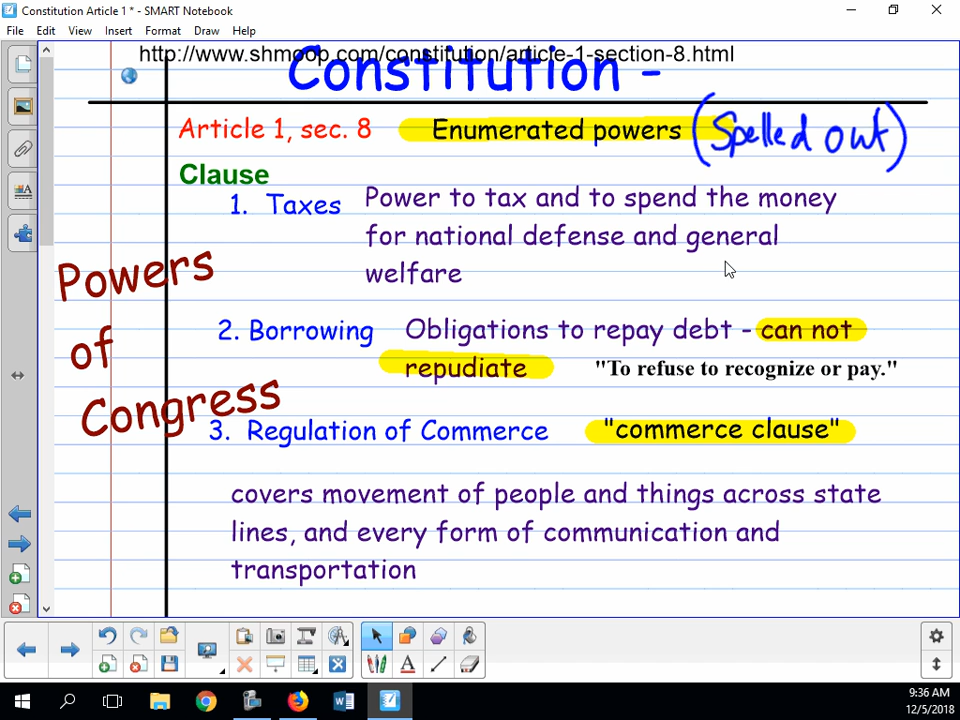 Constitution Article 1 * - SMART Notebook
File Edit View Insert Format Draw Help
http://www.shmoop.com/constitution/article-1-section-8.html
Constitution -
Article 1, sec. 8 Enumerated powers (Spelled out)
Clause
1. Taxes Power to tax and to spend the money
for national defense and general
welfare
Powers
of
Congress
2. Borrowing Obligations to repay debt - can not
repudiate "To refuse to recognize or pay."
3. Regulation of Commerce "commerce clause"
covers movement of people and things across state
lines, and every form of communication and
transportation
9:36 AM
12/5/2018